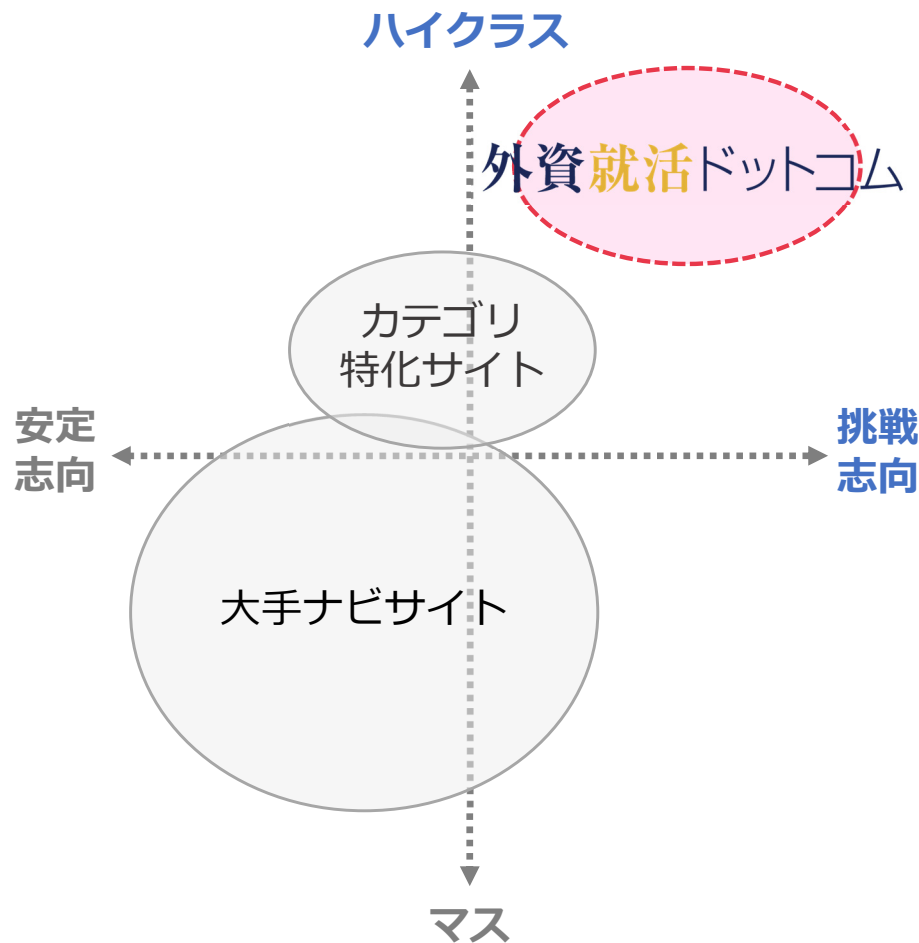 ハイクラス
外資就活ドットコム
カテゴリ
特化サイト
安定
志向
挑戦
志向
大手ナビサイト
マス